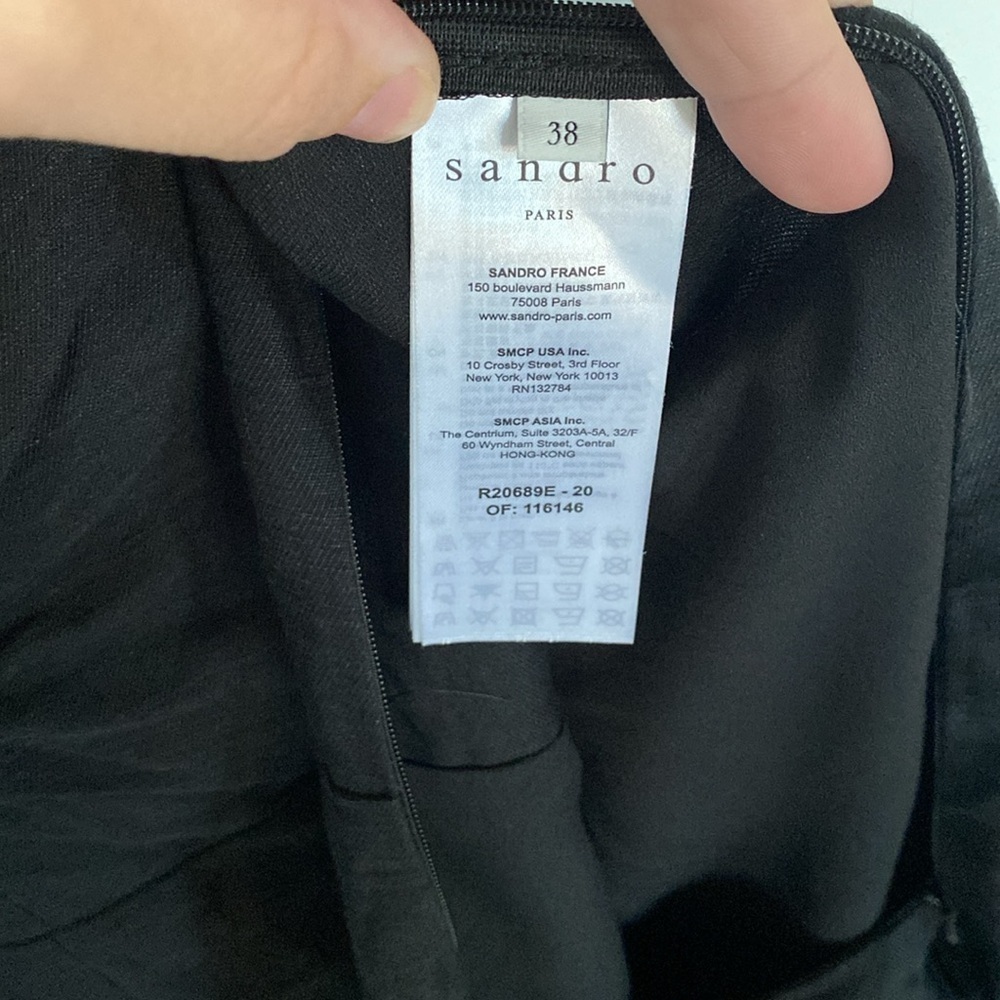 38
sandro
PARIS
SANDRO FRANCE
150 boulevard Haussmann
75008 Paris
www.sandro-paris.com
SMCP USA Inc.
10 Crosby Street, 3rd Floor
New York, New York 10013
RN132784
SMCP ASIA Inc.
The Centrium, Suite 3203A-5A, 32/F
60 Wyndham Street, Central
HONG-KONG
R20689E - 20
OF: 116146